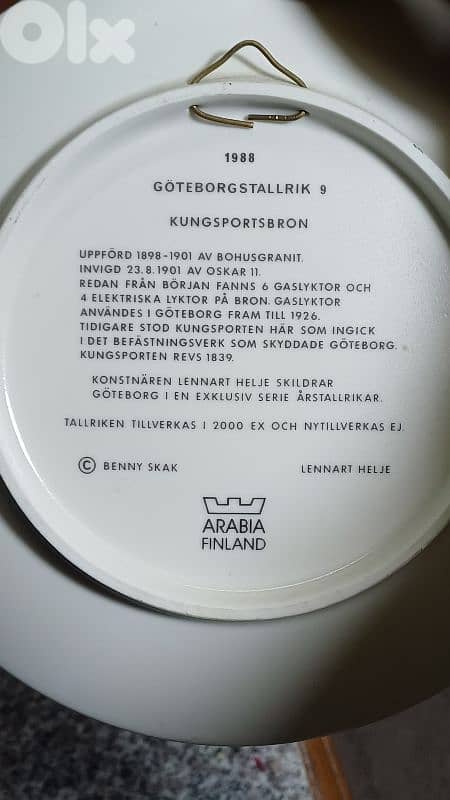 OLX
1988
GÖTEBORGSTALLRIK 9
KUNGSPORTSBRON
UPPFÖRD 1898-1901 AV BOHUSGRANIT.
INVIGD 23.8.1901 AV OSKAR 11.
REDAN FRÅN BÖRJAN FANNS 6 GASLYKTOR OCH
4 ELEKTRISKA LYKTOR PÅ BRON. GASLYKTOR
ANVÄNDES I GÖTEBORG FRAM TILL 1926.
TIDIGARE STOD KUNGSPORTEN HÄR SOM INGICK
I DET BEFÄSTNINGSVERK SOM SKYDDADE GÖTEBORG.
KUNGSPORTEN REVS 1839.
KONSTNÄREN LENNART HELJE SKILDRAR
GÖTEBORG I EN EXKLUSIV SERIE ÅRSTALLRIKAR.
TALLRIKEN TILLVERKAS I 2000 EX OCH NYTILLVERKAS EJ.
© BENNY SKAK LENNART HELJE
ARABIA
FINLAND